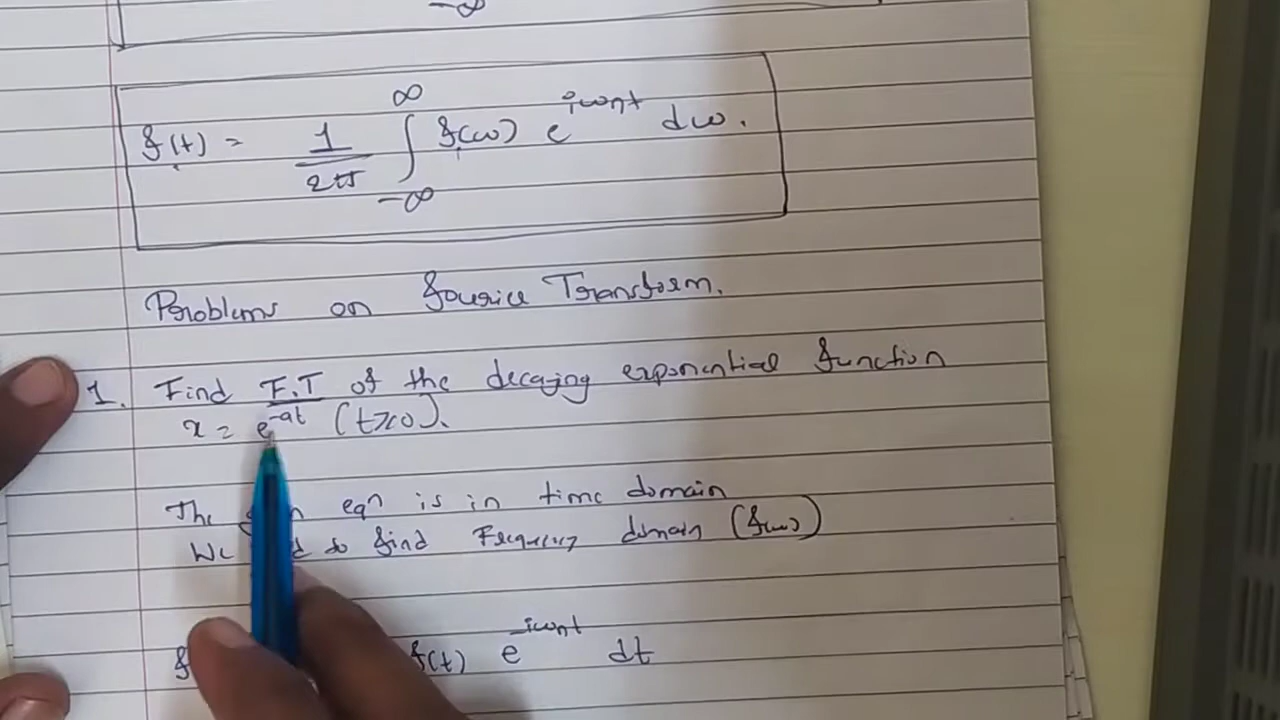 -∞
∞
f(t) = 1/2π ∫ f(ω) e^iωnt dω.
-∞
Problems on Fourier Transform.
1. Find F.T of the decaying exponential function
x = e^-at (t>0).
The eqn is in time domain
We to find Frequency domain (f(ω))
f(t) e^-iωnt dt